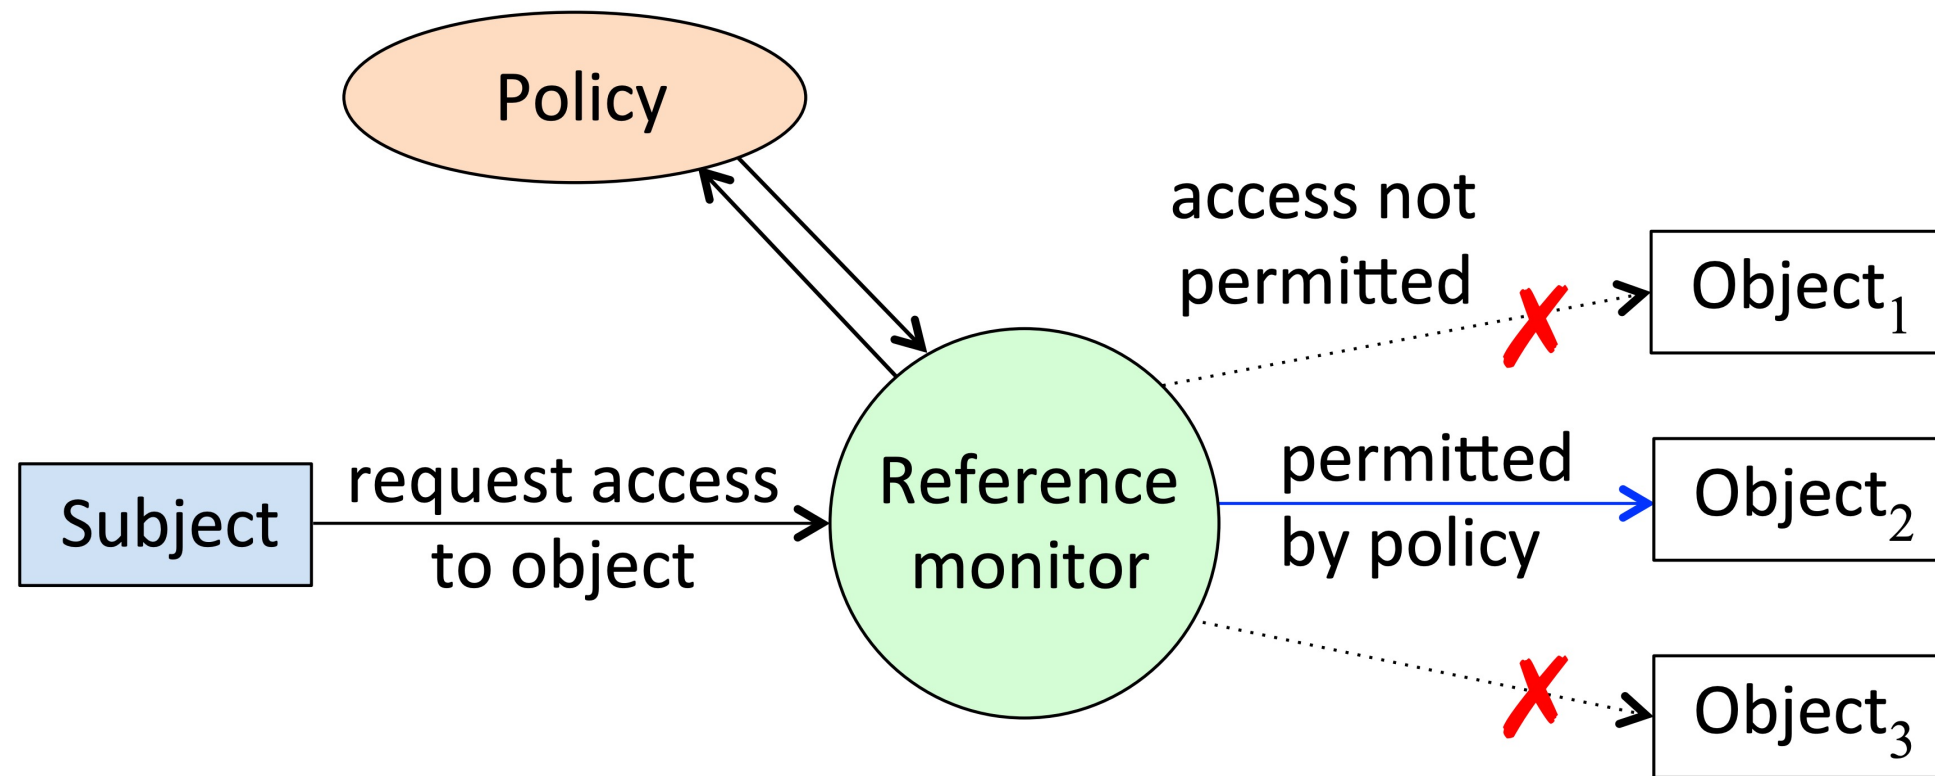 Policy
access not
permitted
Object₁
Subject
request access
to object
Reference
monitor
permitted
by policy
Object₂
Object₃